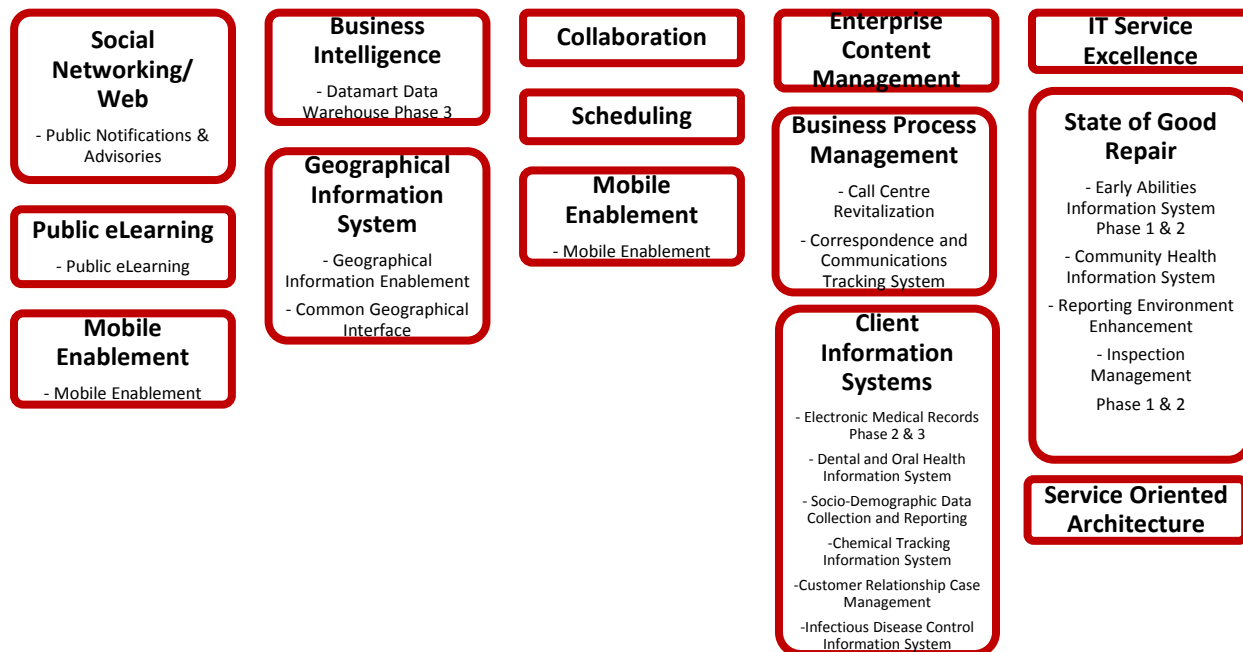 Social
Networking/
Web
- Public Notifications &
Advisories
Public eLearning
- Public eLearning
Mobile
Enablement
- Mobile Enablement
Business
Intelligence
- Datamart Data
Warehouse Phase 3
Geographical
Information
System
- Geographical
Information Enablement
- Common Geographical
Interface
Collaboration
Scheduling
Mobile
Enablement
- Mobile Enablement
Enterprise
Content
Management
Business Process
Management
- Call Centre
Revitalization
- Correspondence and
Communications
Tracking System
Client
Information
Systems
- Electronic Medical Records
Phase 2 & 3
- Dental and Oral Health
Information System
- Socio-Demographic Data
Collection and Reporting
-Chemical Tracking
Information System
-Customer Relationship Case
Management
-Infectious Disease Control
Information System
IT Service
Excellence
State of Good
Repair
- Early Abilities
Information System
Phase 1 & 2
- Community Health
Information System
- Reporting Environment
Enhancement
- Inspection
Management
Phase 1 & 2
Service Oriented
Architecture